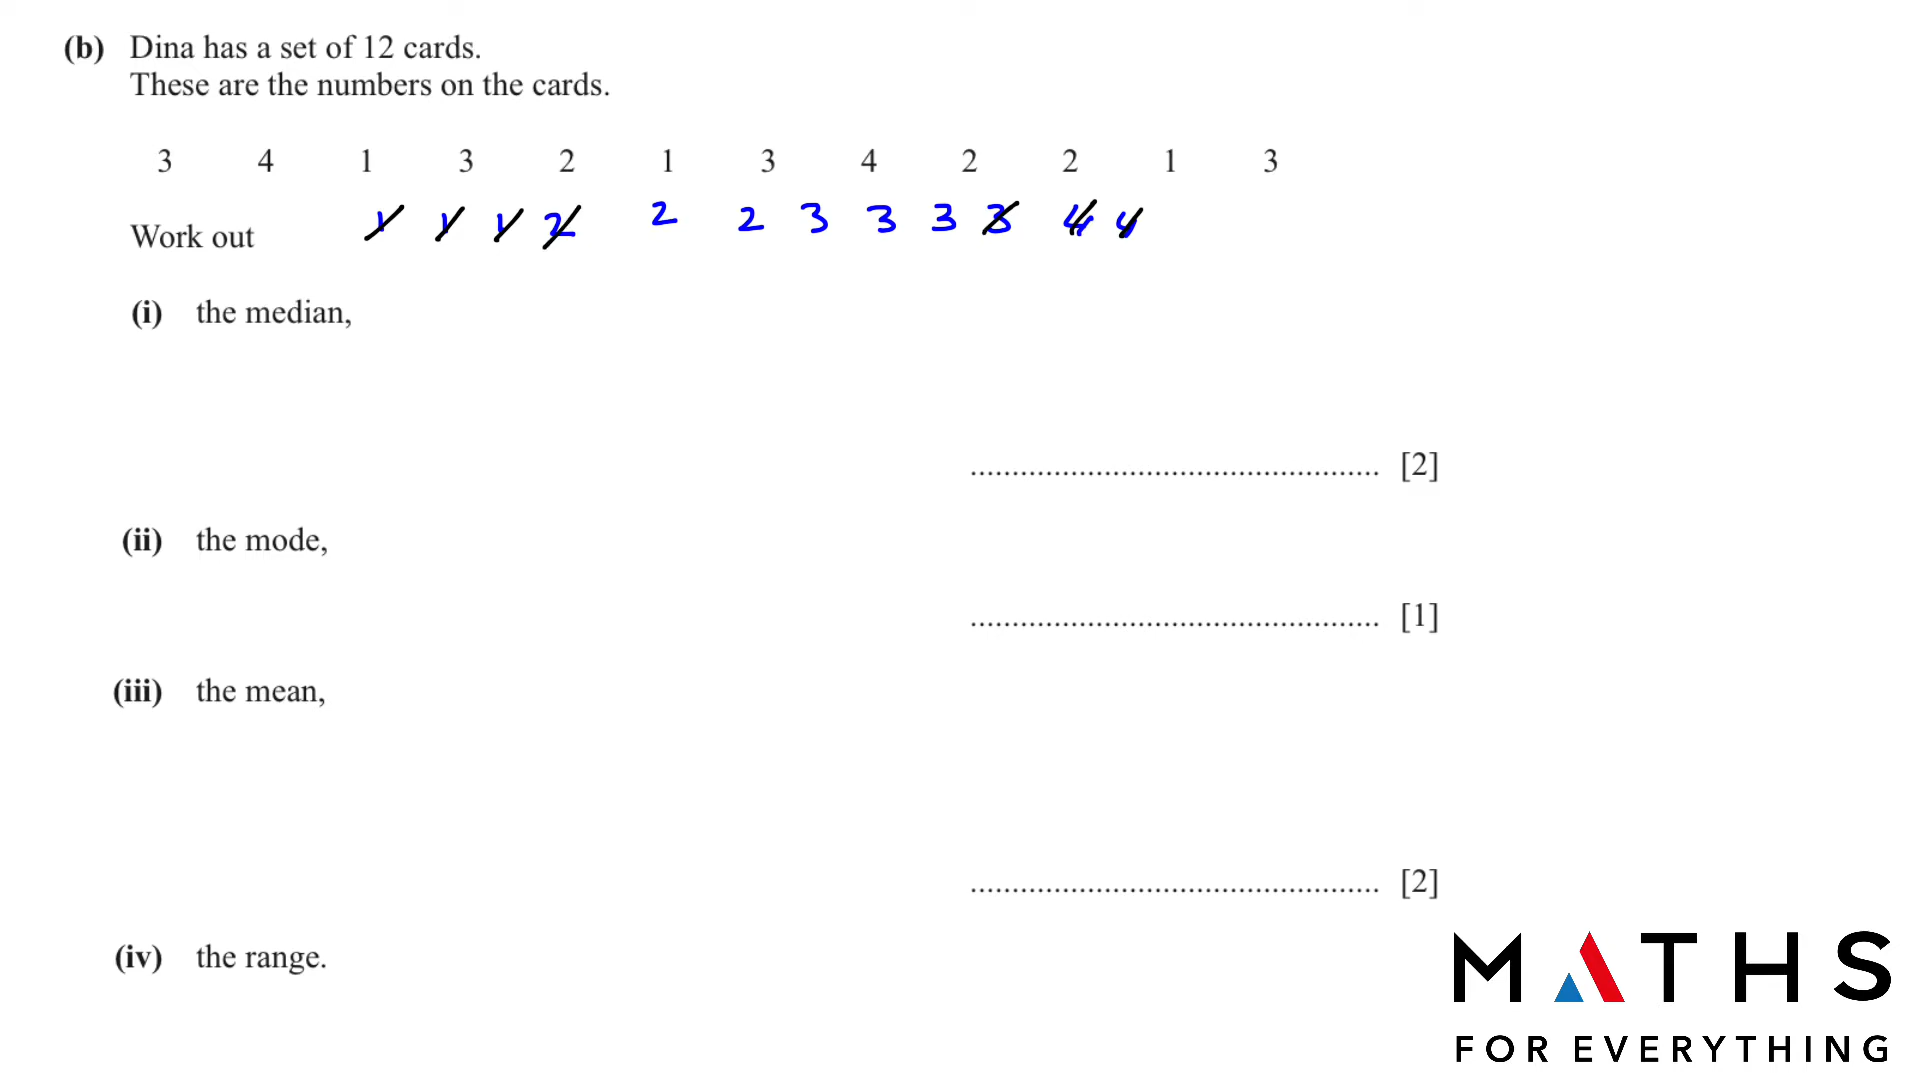 (b) Dina has a set of 12 cards.
These are the numbers on the cards.
3 4 1 3 2 1 3 4 2 2 1 3
1 1 1 2 2 2 3 3 3 3 4 4
Work out
(i) the median,
.................................................. [2]
(ii) the mode,
.................................................. [1]
(iii) the mean,
.................................................. [2]
(iv) the range.
MATHS
FOR EVERYTHING